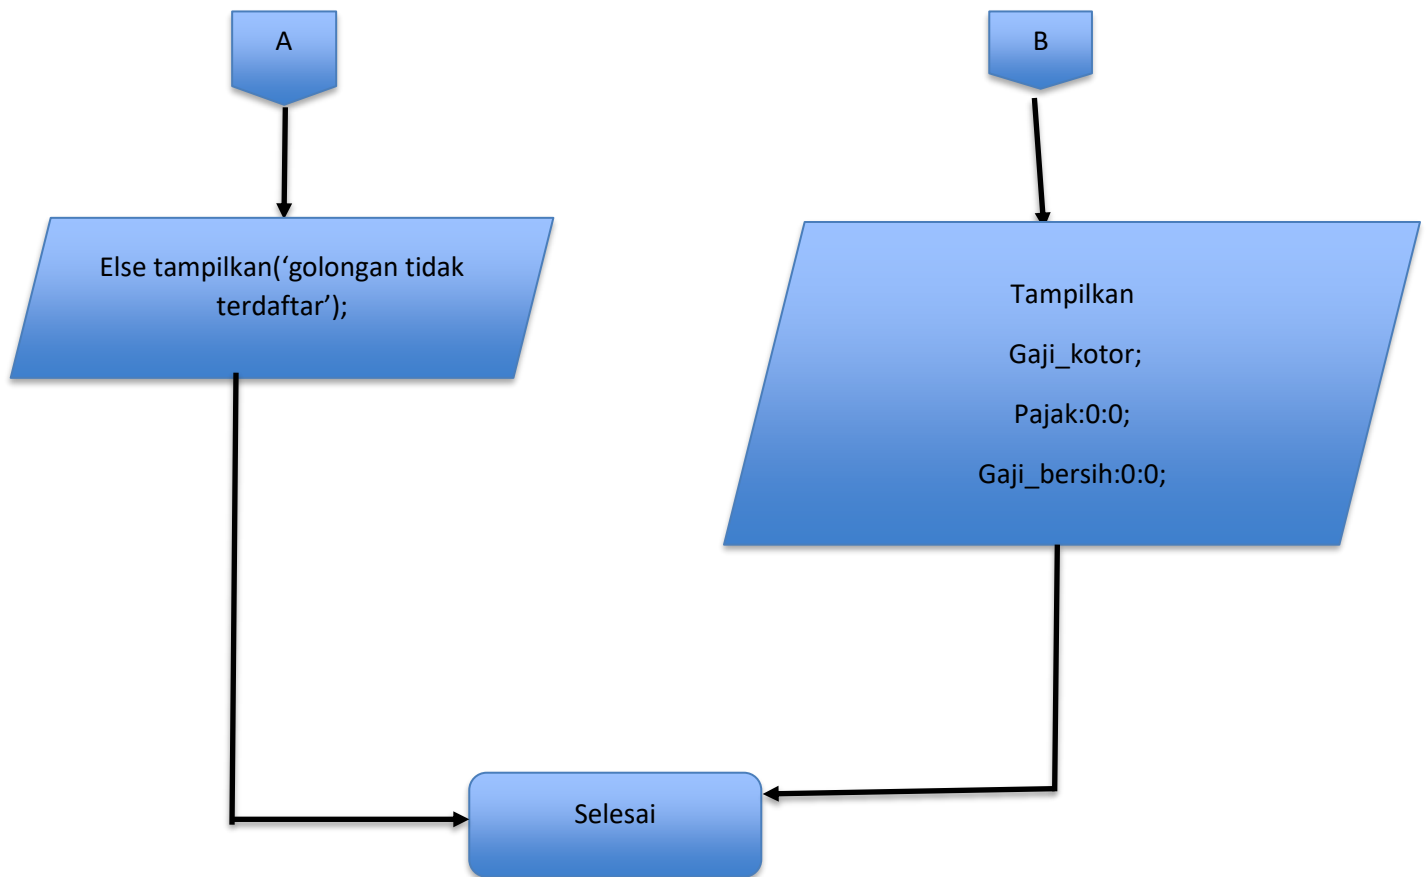 A
B
Else tampilkan(‘golongan tidak
terdaftar’);
Tampilkan
Gaji_kotor;
Pajak:0:0;
Gaji_bersih:0:0;
Selesai